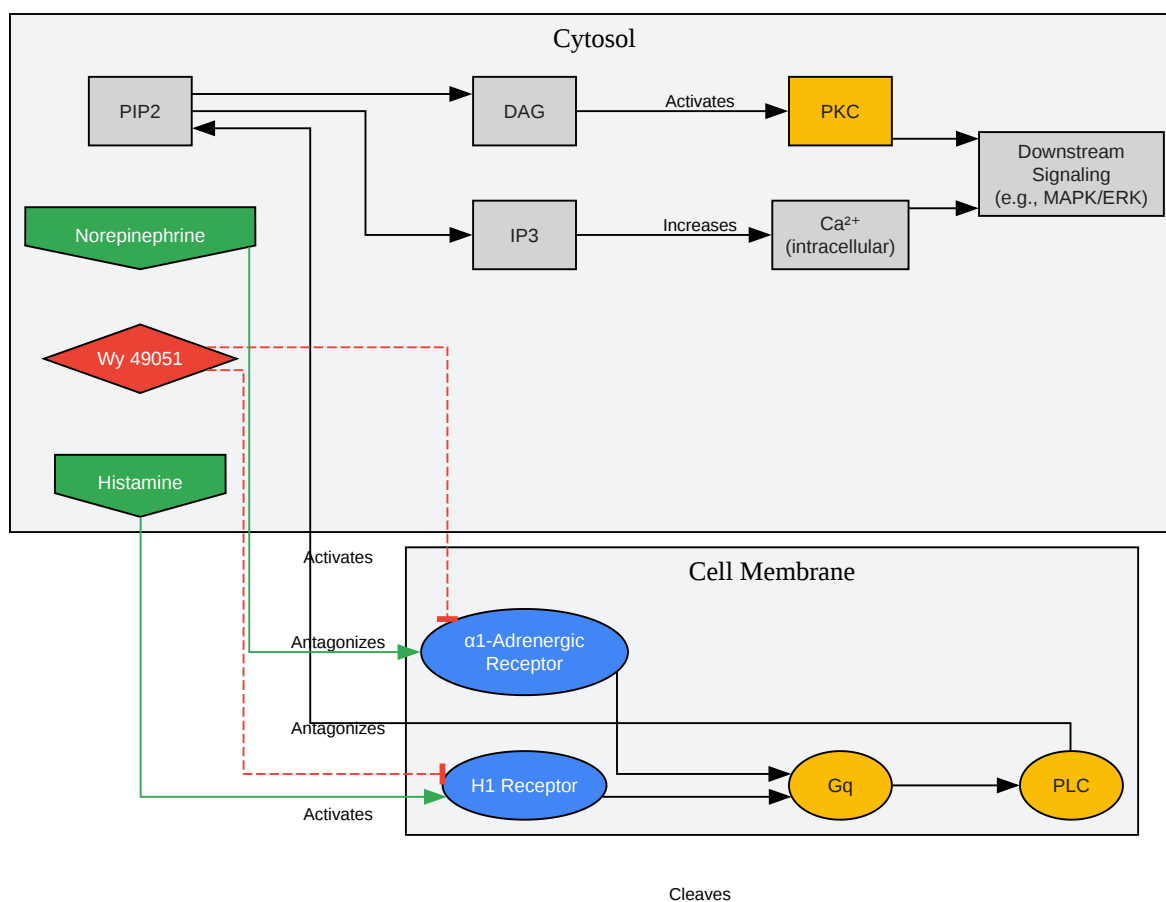 Cytosol
PIP2
DAG
Activates
PKC
Downstream
Signaling
(e.g., MAPK/ERK)
Norepinephrine
IP3
Increases
Ca²⁺
(intracellular)
Wy 49051
Histamine
Activates
Cell Membrane
Antagonizes
α1-Adrenergic
Receptor
Antagonizes
H1 Receptor
Gq
PLC
Activates
Cleaves